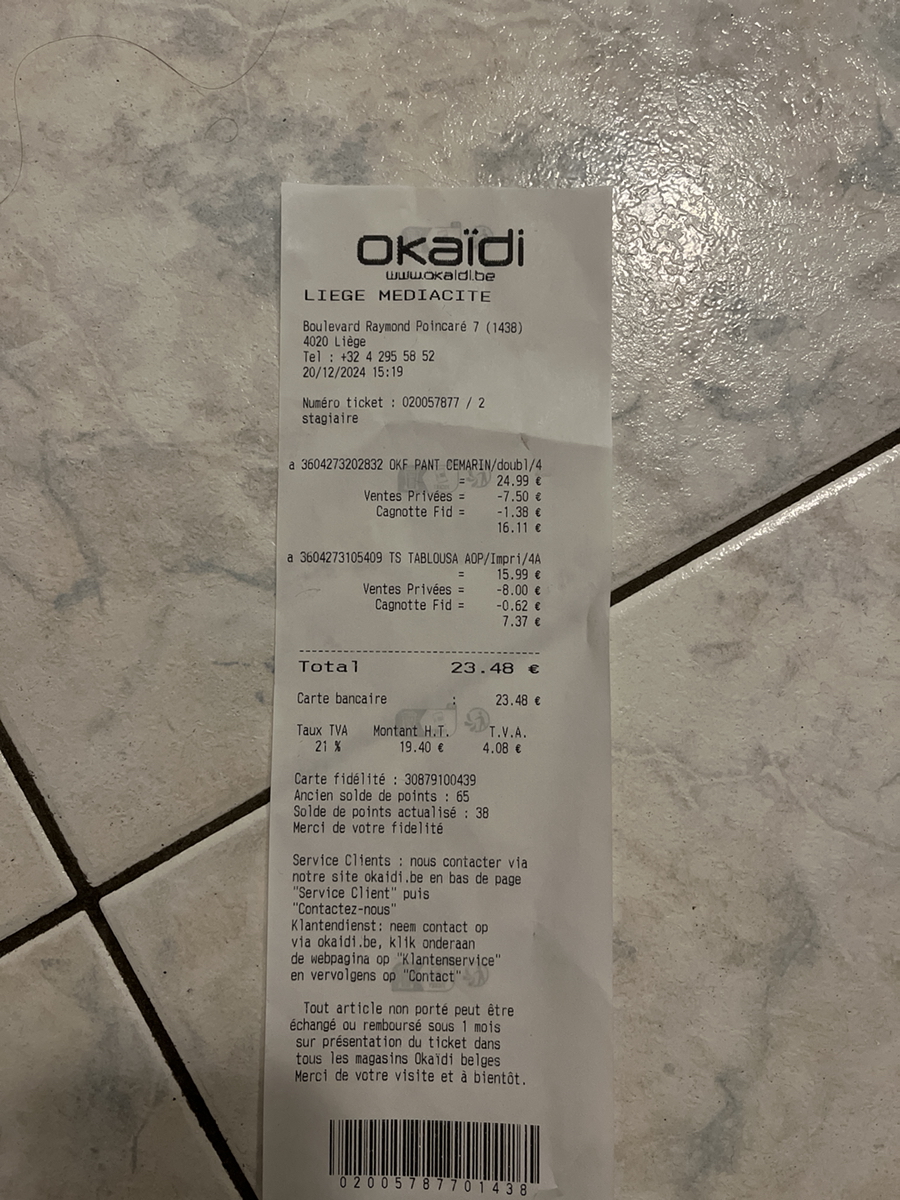 okaïdi
www.okaidi.be
LIEGE MEDIACITE
Boulevard Raymond Poincaré 7 (1438)
4020 Liège
Tel : +32 4 295 58 52
20/12/2024 15:19
Numéro ticket : 020057877 / 2
stagiaire
a 3604273202832 OKF PANT CEMARIN/doubl/4
= 24.99 €
Ventes Privées = -7.50 €
Cagnotte Fid = -1.38 €
16.11 €
a 3604273105409 TS TABLOUSA AOP/Impri/4A
= 15.99 €
Ventes Privées = -8.00 €
Cagnotte Fid = -0.62 €
7.37 €
Total 23.48 €
Carte bancaire : 23.48 €
Taux TVA Montant H.T. T.V.A.
21 % 19.40 € 4.08 €
Carte fidélité : 30879100439
Ancien solde de points : 65
Solde de points actualisé : 38
Merci de votre fidelité
Service Clients : nous contacter via
notre site okaidi.be en bas de page
"Service Client" puis
"Contactez-nous"
Klantendienst: neem contact op
via okaidi.be, klik onderaan
de webpagina op "Klantenservice"
en vervolgens op "Contact"
Tout article non porté peut être
échangé ou remboursé sous 1 mois
sur présentation du ticket dans
tous les magasins Okaïdi belges
Merci de votre visite et à bientôt.
02005787701438